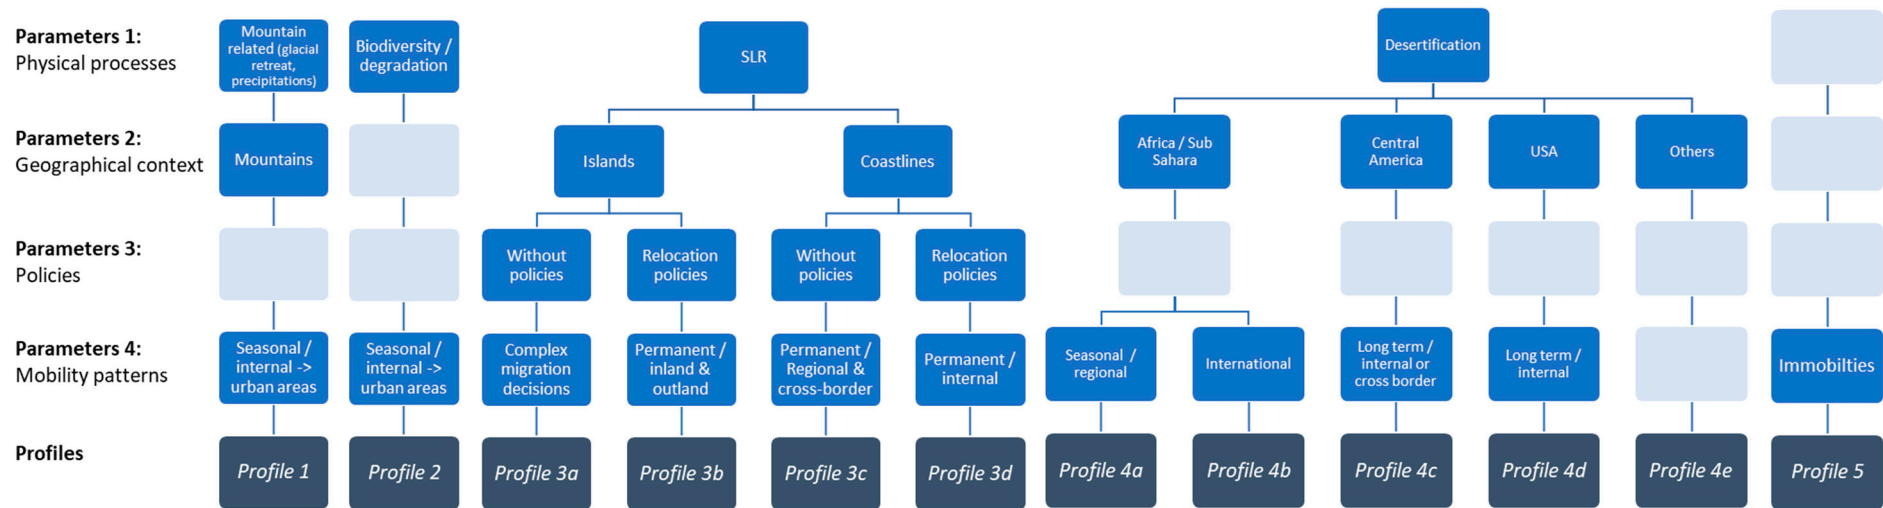 Parameters 1:
Physical processes
Mountain
related (glacial
retreat,
precipitations)
Biodiversity /
degradation
SLR
Desertification
Parameters 2:
Geographical context
Mountains
Islands
Coastlines
Africa / Sub
Sahara
Central
America
USA
Others
Parameters 3:
Policies
Without
policies
Relocation
policies
Without
policies
Relocation
policies
Parameters 4:
Mobility patterns
Seasonal /
internal ->
urban areas
Seasonal /
internal ->
urban areas
Complex
migration
decisions
Permanent /
inland &
outland
Permanent /
Regional &
cross-border
Permanent /
internal
Seasonal /
regional
International
Long term /
internal or
cross border
Long term /
internal
Immobilties
Profiles
Profile 1
Profile 2
Profile 3a
Profile 3b
Profile 3c
Profile 3d
Profile 4a
Profile 4b
Profile 4c
Profile 4d
Profile 4e
Profile 5